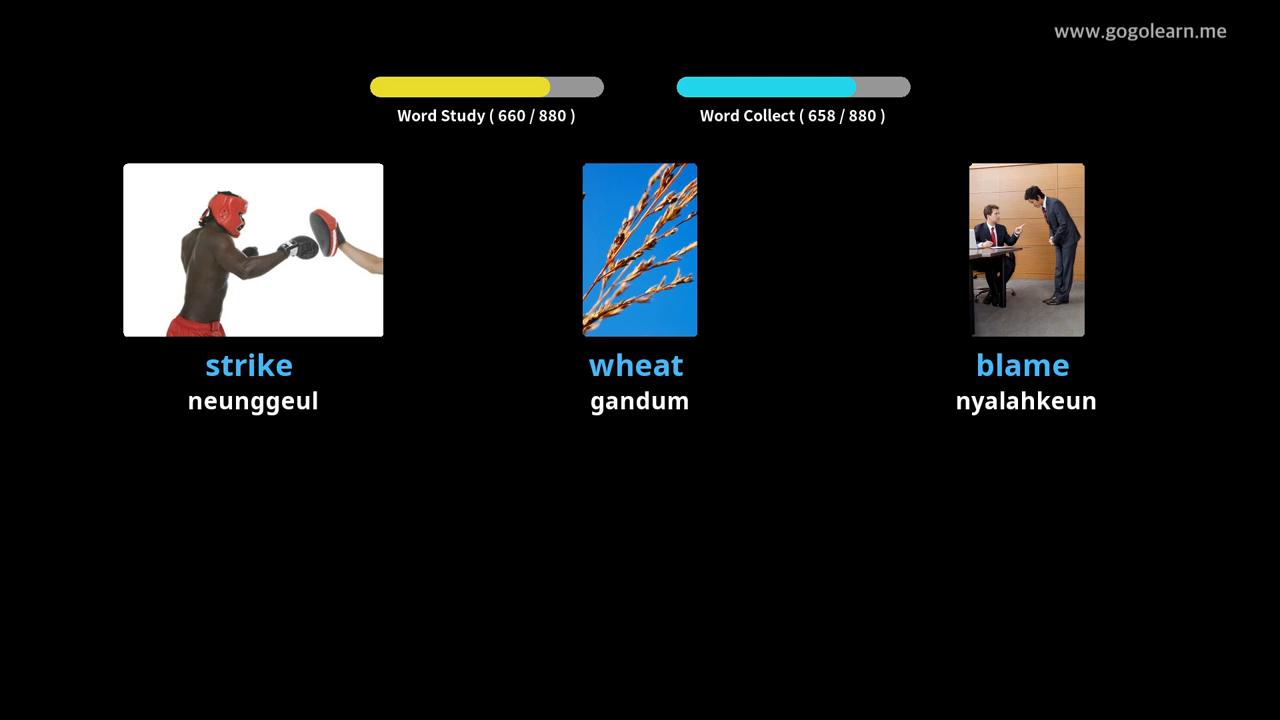 www.gogolearn.me
Word Study ( 660 / 880 )
Word Collect ( 658 / 880 )
strike
neunggeul
wheat
gandum
blame
nyalahkeun